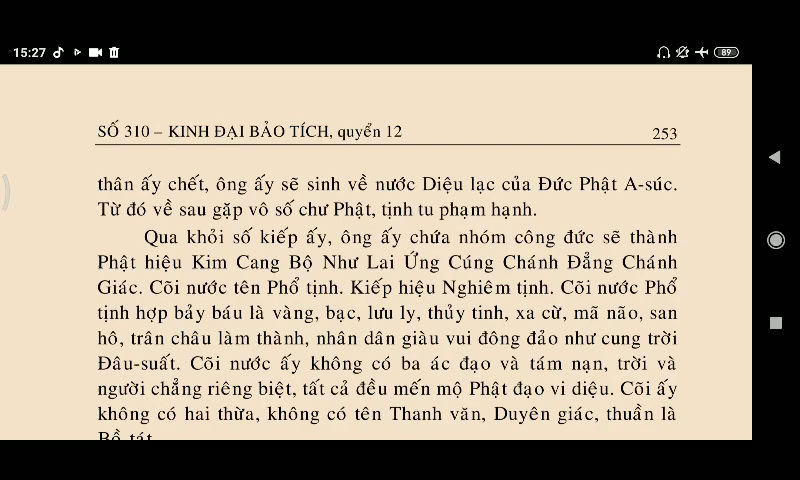 15:27
89
SỐ 310 – KINH ĐẠI BẢO TÍCH, quyển 12
253
thân ấy chết, ông ấy sẽ sinh về nước Diệu lạc của Đức Phật A-súc.
Từ đó về sau gặp vô số chư Phật, tịnh tu phạm hạnh.
Qua khỏi số kiếp ấy, ông ấy chứa nhóm công đức sẽ thành
Phật hiệu Kim Cang Bộ Như Lai Ứng Cúng Chánh Đẳng Chánh
Giác. Cõi nước tên Phổ tịnh. Kiếp hiệu Nghiêm tịnh. Cõi nước Phổ
tịnh hợp bảy báu là vàng, bạc, lưu ly, thủy tinh, xa cừ, mã não, san
hô, trân châu làm thành, nhân dân giàu vui đông đảo như cung trời
Đâu-suất. Cõi nước ấy không có ba ác đạo và tám nạn, trời và
người chẳng riêng biệt, tất cả đều mến mộ Phật đạo vi diệu. Cõi ấy
không có hai thừa, không có tên Thanh văn, Duyên giác, thuần là
Bồ-tát